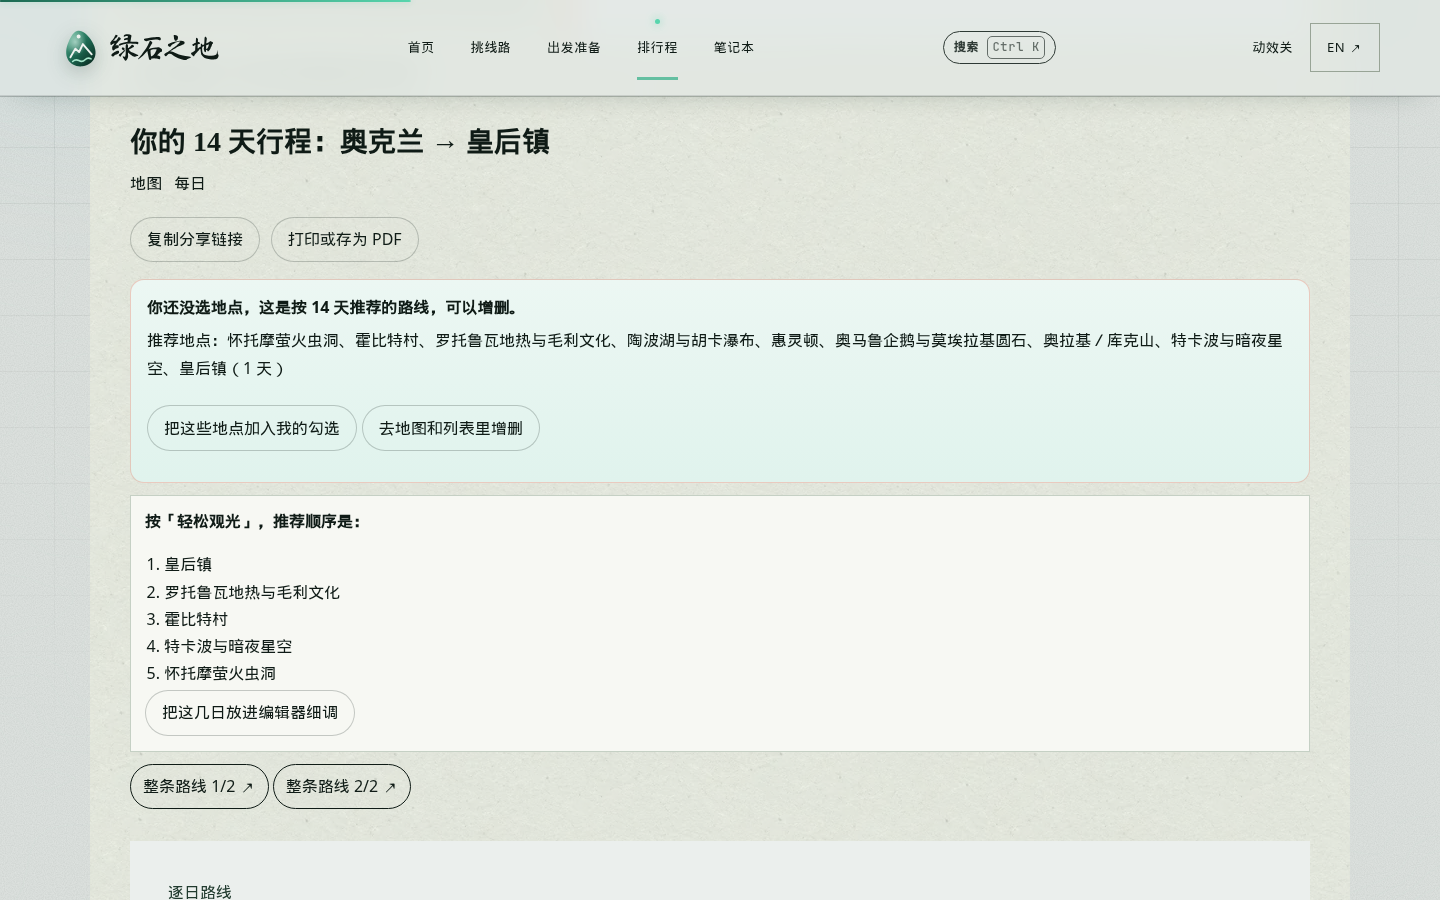 绿石之地
首页
挑线路
出发准备
排行程
笔记本
搜索 Ctrl K
动效关
EN ↗
你的 14 天行程：奥克兰 → 皇后镇
地图 每日
复制分享链接
打印或存为 PDF
你还没选地点，这是按 14 天推荐的路线，可以增删。
推荐地点：怀托摩萤火虫洞、霍比特村、罗托鲁瓦地热与毛利文化、陶波湖与胡卡瀑布、惠灵顿、奥马鲁企鹅与莫埃拉基圆石、奥拉基 / 库克山、特卡波与暗夜星
空、皇后镇（1 天）
把这些地点加入我的勾选
去地图和列表里增删
按「轻松观光」，推荐顺序是：
1. 皇后镇
2. 罗托鲁瓦地热与毛利文化
3. 霍比特村
4. 特卡波与暗夜星空
5. 怀托摩萤火虫洞
把这几日放进编辑器细调
整条路线 1/2 ↗
整条路线 2/2 ↗
逐日路线